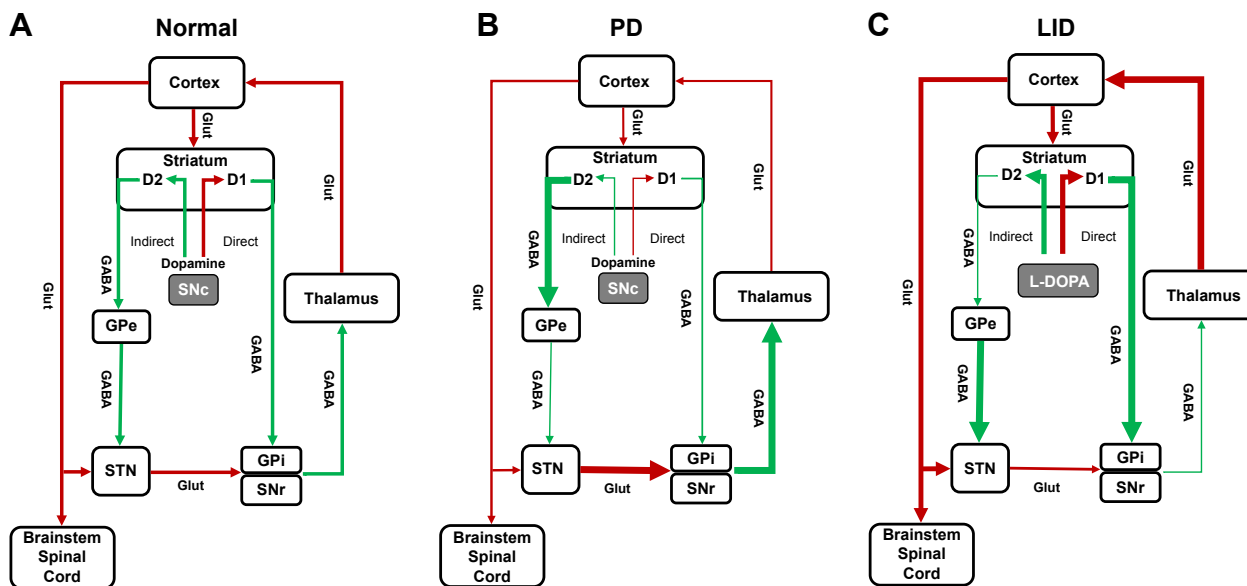 A
Normal
Cortex
Glut
Striatum
D2
D1
Glut
Indirect
Direct
Dopamine
SNc
GABA
Thalamus
Glut
GPe
GABA
GABA
GABA
STN
GPi
Glut
SNr
Brainstem
Spinal
Cord
B
PD
Cortex
Glut
Striatum
D2
D1
Glut
Indirect
Direct
Dopamine
SNc
GABA
Thalamus
Glut
GPe
GABA
GABA
GABA
STN
GPi
Glut
SNr
Brainstem
Spinal
Cord
C
LID
Cortex
Glut
Striatum
D2
D1
Glut
Indirect
Direct
L-DOPA
GABA
Thalamus
Glut
GPe
GABA
GABA
GABA
STN
GPi
Glut
SNr
Brainstem
Spinal
Cord